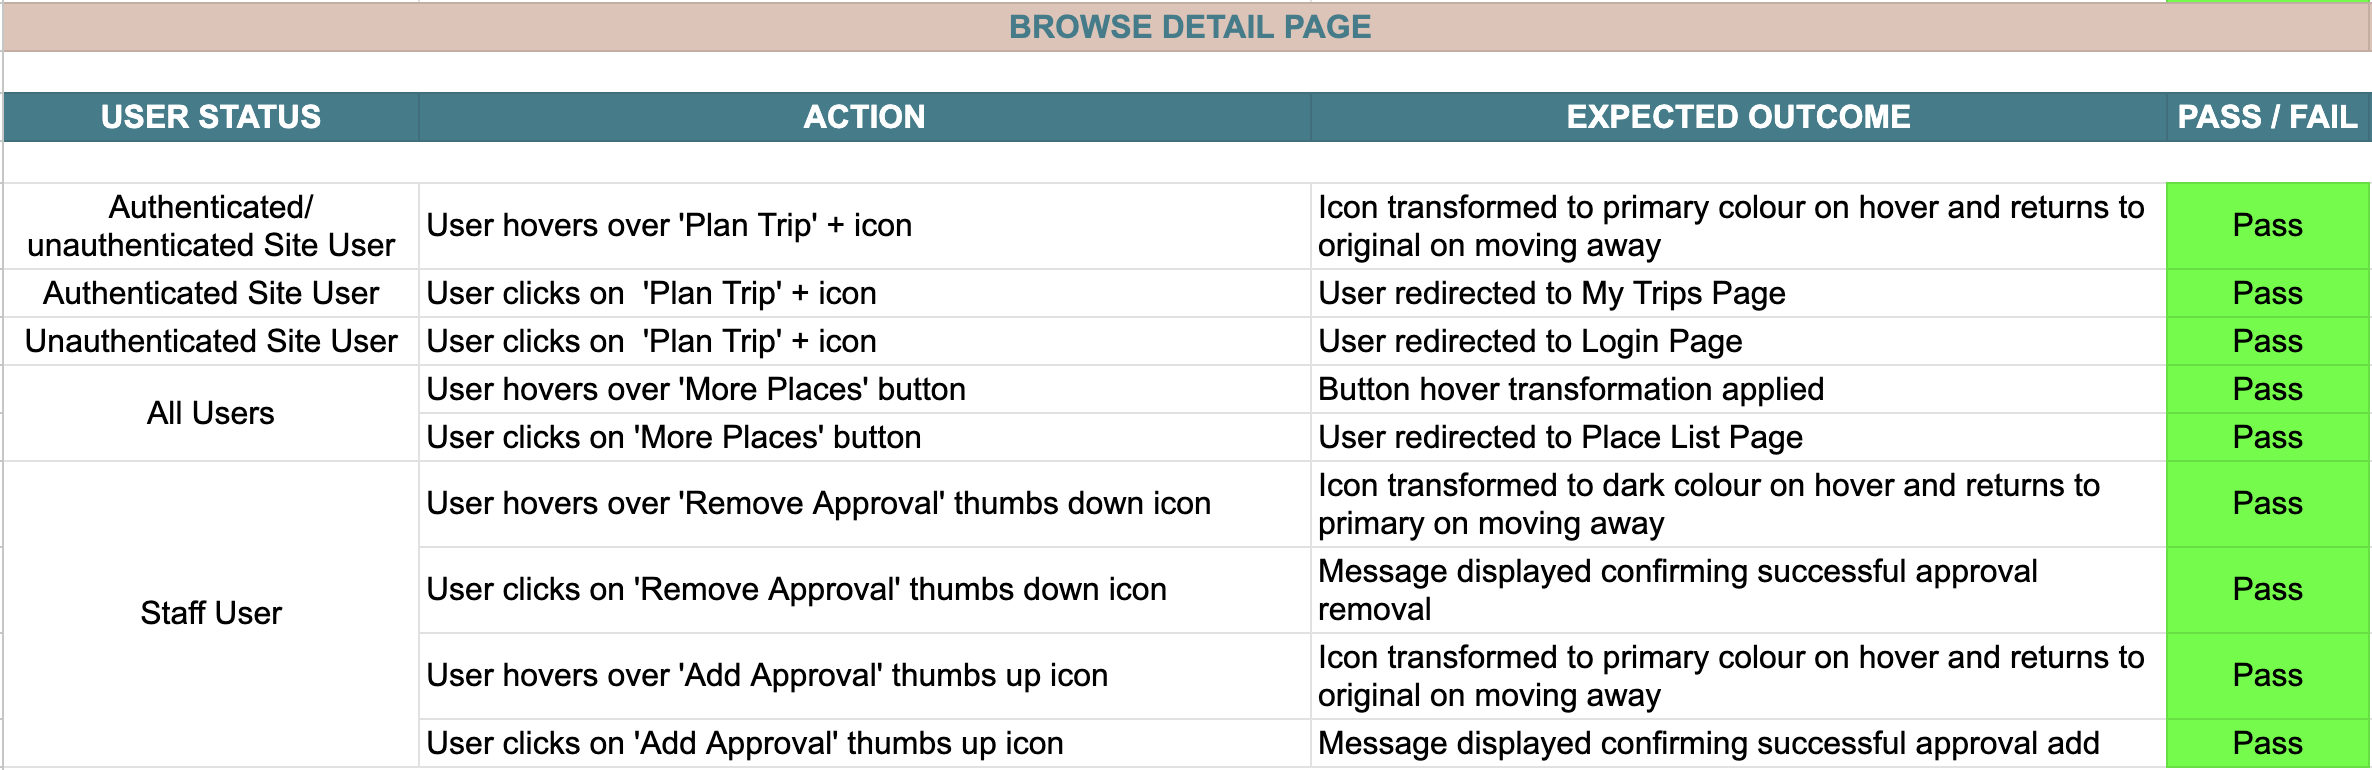 BROWSE DETAIL PAGE
USER STATUS ACTION EXPECTED OUTCOME PASS / FAIL
Authenticated/
unauthenticated Site User
User hovers over 'Plan Trip' + icon
Icon transformed to primary colour on hover and returns to
original on moving away
Pass
Authenticated Site User User clicks on  'Plan Trip' + icon User redirected to My Trips Page Pass
Unauthenticated Site User User clicks on  'Plan Trip' + icon User redirected to Login Page Pass
All Users
User hovers over 'More Places' button Button hover transformation applied Pass
User clicks on 'More Places' button User redirected to Place List Page Pass
Staff User
User hovers over 'Remove Approval' thumbs down icon
Icon transformed to dark colour on hover and returns to
primary on moving away
Pass
User clicks on 'Remove Approval' thumbs down icon
Message displayed confirming successful approval
removal
Pass
User hovers over 'Add Approval' thumbs up icon
Icon transformed to primary colour on hover and returns to
original on moving away
Pass
User clicks on 'Add Approval' thumbs up icon Message displayed confirming successful approval add Pass